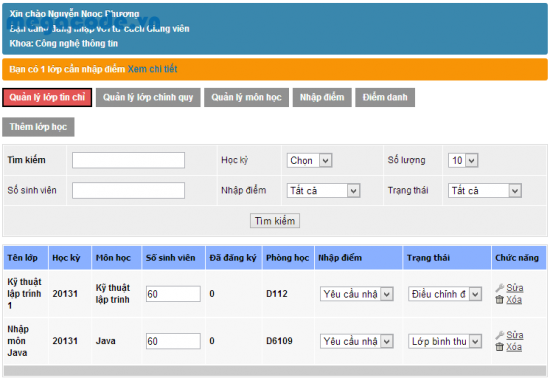 Xin chào Nguyễn Ngọc Phương
megacode.vn
Bạn đang đăng nhập với tư cách Giảng viên
Khoa: Công nghệ thông tin
Bạn có 1 lớp cần nhập điểm Xem chi tiết
Quản lý lớp tín chỉ Quản lý lớp chính quy Quản lý môn học Nhập điểm Điểm danh
Thêm lớp học
Tìm kiếm Học kỳ Chọn Số lượng 10
Số sinh viên Nhập điểm Tất cả Trạng thái Tất cả
Tìm kiếm
Tên lớp Học kỳ Môn học Số sinh viên Đã đăng ký Phòng học Nhập điểm Trạng thái Chức năng
Kỹ thuật lập trình 1 20131 Kỹ thuật lập trình 60 0 D112 Yêu cầu nhậ Điều chỉnh đ Sửa Xóa
Nhập môn Java 20131 Java 60 0 D6109 Yêu cầu nhậ Lớp bình thu Sửa Xóa